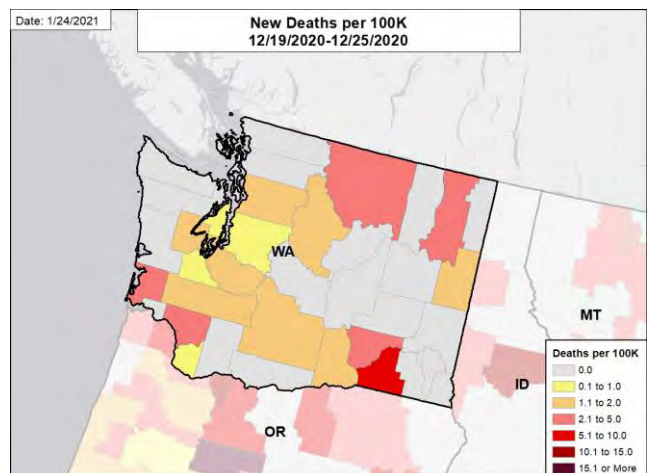 Date: 1/24/2021
New Deaths per 100K
12/19/2020-12/25/2020
WA
MT
ID
OR
Deaths per 100K
0.0
0.1 to 1.0
1.1 to 2.0
2.1 to 5.0
5.1 to 10.0
10.1 to 15.0
15.1 or More